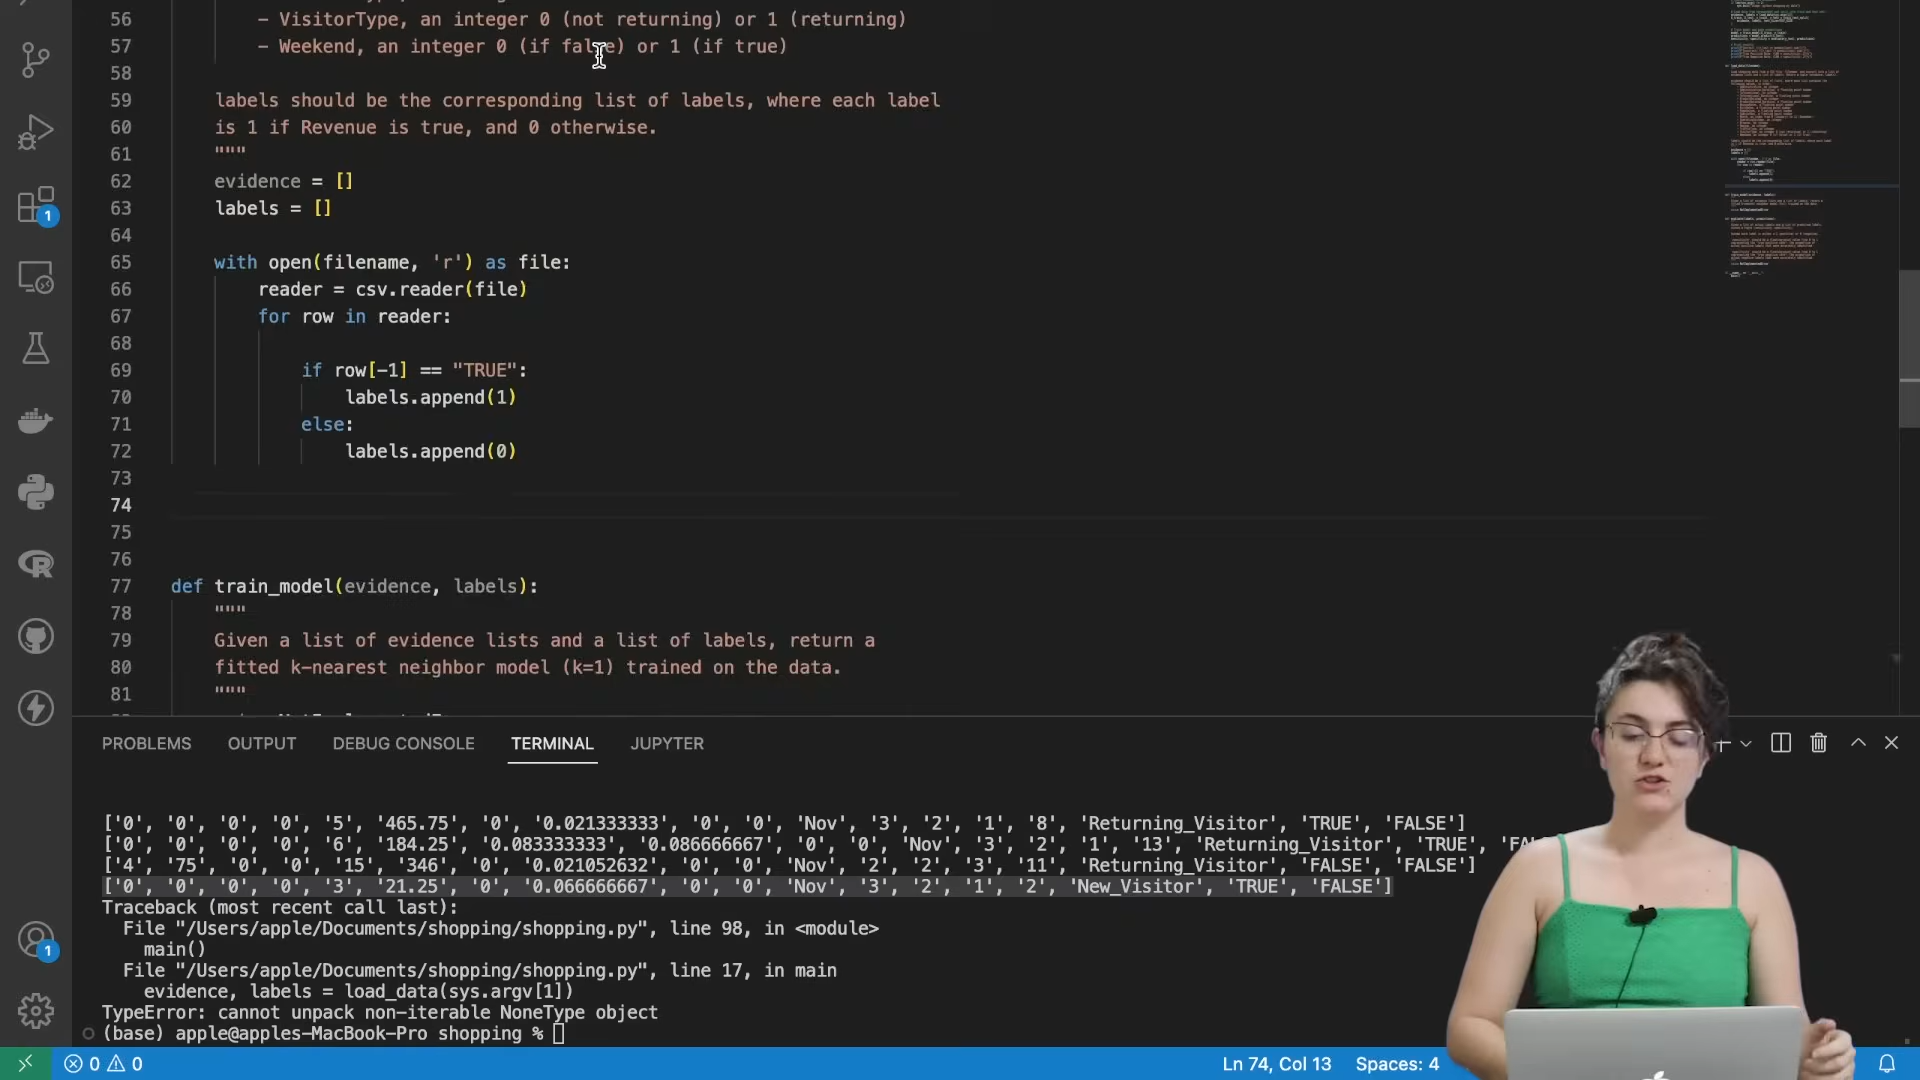 56 - VisitorType, an integer 0 (not returning) or 1 (returning)
57 - Weekend, an integer 0 (if false) or 1 (if true)
58
59 labels should be the corresponding list of labels, where each label
60 is 1 if Revenue is true, and 0 otherwise.
61 """
62 evidence = []
63 labels = []
64
65 with open(filename, 'r') as file:
66 reader = csv.reader(file)
67 for row in reader:
68
69 if row[-1] == "TRUE":
70 labels.append(1)
71 else:
72 labels.append(0)
73
74
75
76
77 def train_model(evidence, labels):
78 """
79 Given a list of evidence lists and a list of labels, return a
80 fitted k-nearest neighbor model (k=1) trained on the data.
81 """
PROBLEMS OUTPUT DEBUG CONSOLE TERMINAL JUPYTER
['0', '0', '0', '0', '5', '465.75', '0', '0.021333333', '0', '0', 'Nov', '3', '2', '1', '8', 'Returning_Visitor', 'TRUE', 'FALSE']
['0', '0', '0', '0', '6', '184.25', '0.083333333', '0.086666667', '0', '0', 'Nov', '3', '2', '1', '13', 'Returning_Visitor', 'TRUE',
['4', '75', '0', '0', '15', '346', '0', '0.021052632', '0', '0', 'Nov', '2', '2', '3', '11', 'Returning_Visitor', 'FALSE', 'FALSE']
['0', '0', '0', '0', '3', '21.25', '0', '0.066666667', '0', '0', 'Nov', '3', '2', '1', '2', 'New_Visitor', 'TRUE', 'FALSE']
Traceback (most recent call last):
File "/Users/apple/Documents/shopping/shopping.py", line 98, in <module>
main()
File "/Users/apple/Documents/shopping/shopping.py", line 17, in main
evidence, labels = load_data(sys.argv[1])
TypeError: cannot unpack non-iterable NoneType object
(base) apple@apples-MacBook-Pro shopping %
1
1
0 0
Ln 74, Col 13 Spaces: 4